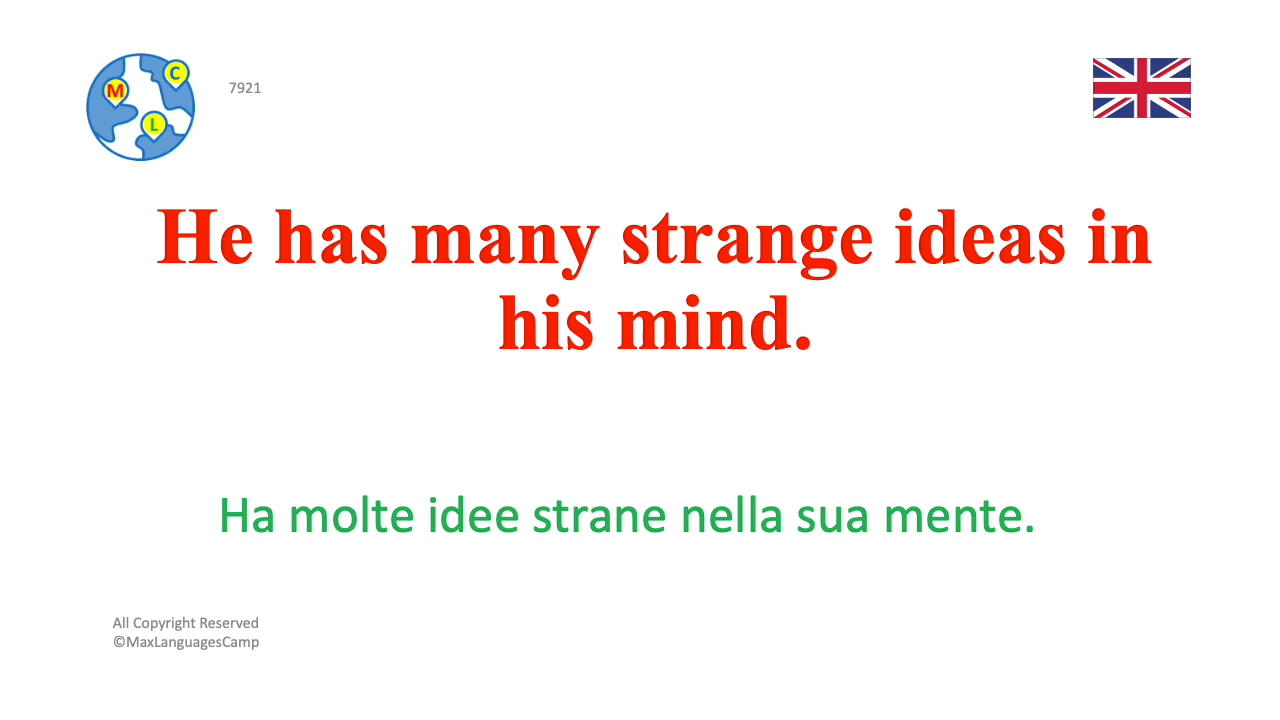 C
7921
M
L
He has many strange ideas in
his mind.
Ha molte idee strane nella sua mente.
All Copyright Reserved
©MaxLanguagesCamp